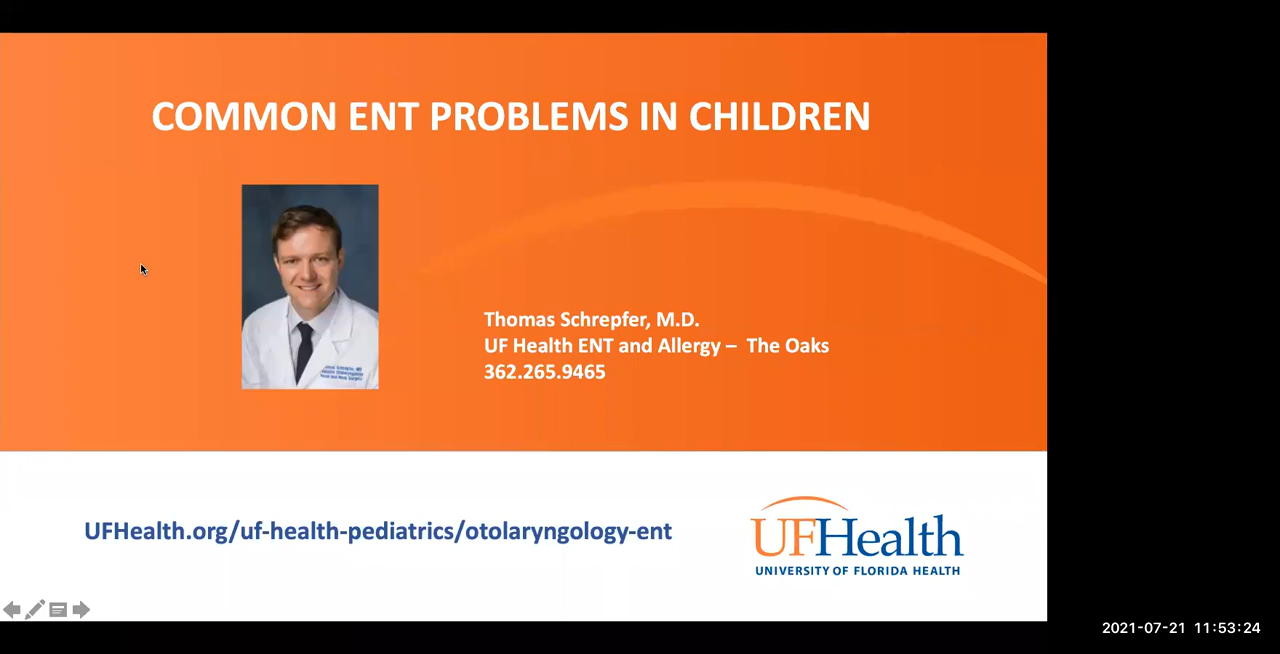 COMMON ENT PROBLEMS IN CHILDREN
Thomas Schrepfer, M.D.
UF Health ENT and Allergy – The Oaks
362.265.9465
UFHealth.org/uf-health-pediatrics/otolaryngology-ent
UFHealth
UNIVERSITY OF FLORIDA HEALTH
2021-07-21 11:53:24